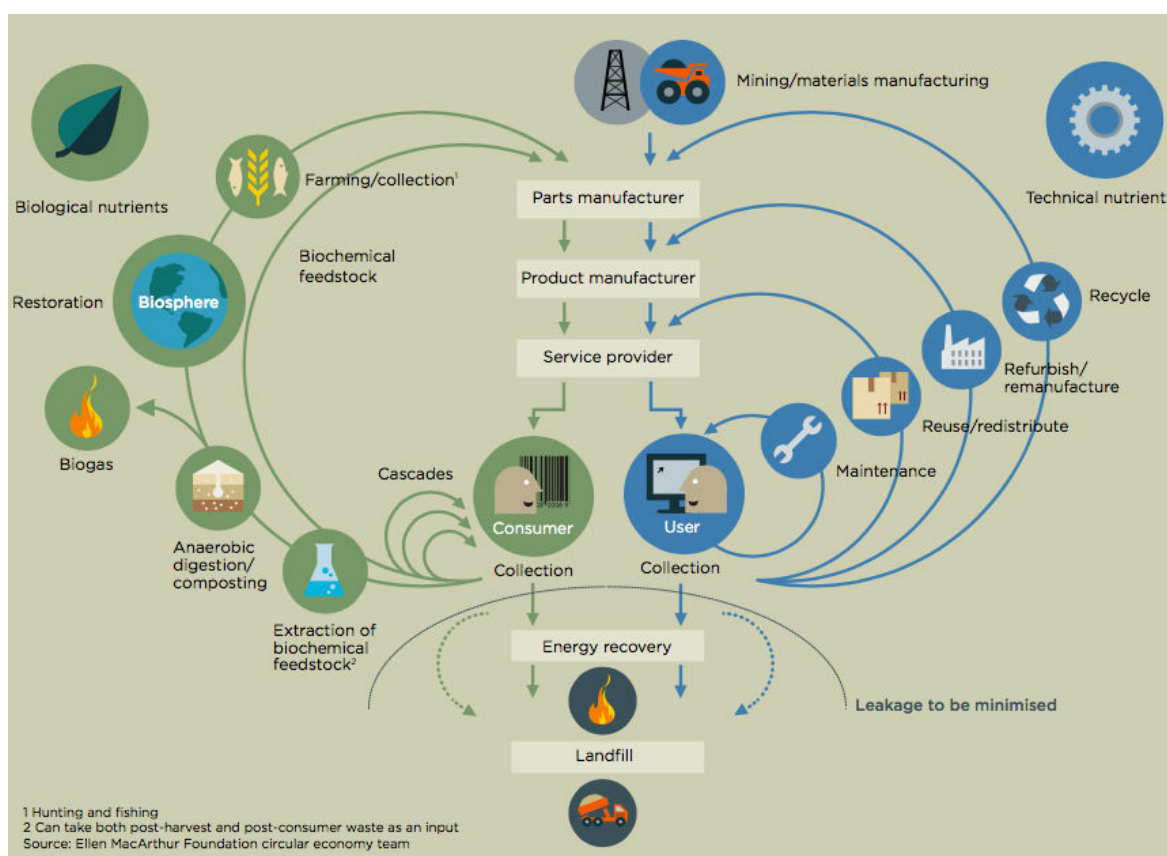 Mining/materials manufacturing
Biological nutrients
Farming/collection¹
Technical nutrient
Parts manufacturer
Biochemical
feedstock
Product manufacturer
Restoration
Biosphere
Recycle
Service provider
Refurbish/
remanufacture
Reuse/redistribute
Biogas
Cascades
Maintenance
Consumer
User
Anaerobic
digestion/
composting
Collection
Collection
Extraction of
biochemical
feedstock²
Energy recovery
Leakage to be minimised
Landfill
1 Hunting and fishing
2 Can take both post-harvest and post-consumer waste as an input
Source: Ellen MacArthur Foundation circular economy team